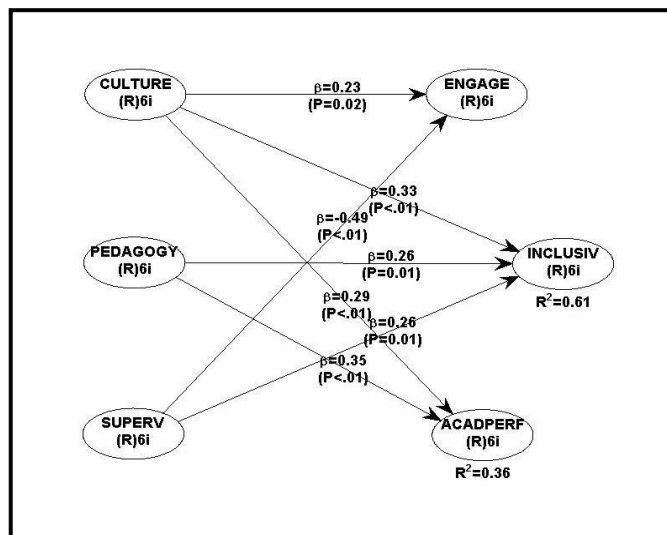 CULTURE
(R)6i
β=0.23
(P=0.02)
ENGAGE
(R)6i
β=0.33
(P<.01)
β=-0.49
(P<.01)
PEDAGOGY
(R)6i
β=0.26
(P=0.01)
INCLUSIV
(R)6i
R²=0.61
β=0.29
(P<.01)
β=0.26
(P=0.01)
β=0.35
(P<.01)
SUPERV
(R)6i
ACADPERF
(R)6i
R²=0.36